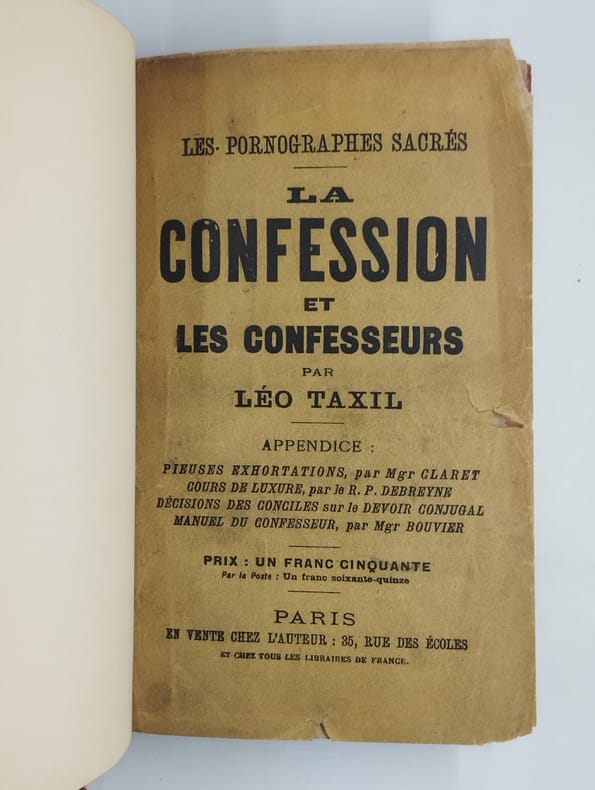 LES PORNOGRAPHES SACRÉS
LA
CONFESSION
ET
LES CONFESSEURS
PAR
LÉO TAXIL
APPENDICE :
PIEUSES EXHORTATIONS, par Mgr CLARET
COURS DE LUXURE, par le R. P. DEBREYNE
DÉCISIONS DES CONCILES sur le DEVOIR CONJUGAL
MANUEL DU CONFESSEUR, par Mgr BOUVIER
PRIX : UN FRANC CINQUANTE
Par la Poste : Un franc soixante-quinze
PARIS
EN VENTE CHEZ L'AUTEUR : 35, RUE DES ÉCOLES
ET CHEZ TOUS LES LIBRAIRES DE FRANCE.